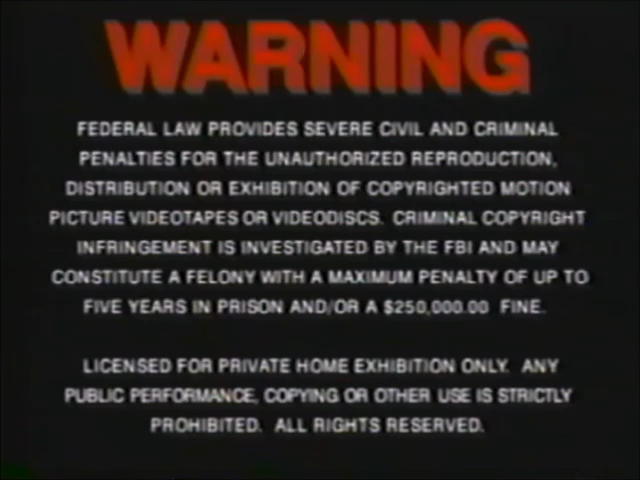 WARNING
FEDERAL LAW PROVIDES SEVERE CIVIL AND CRIMINAL
PENALTIES FOR THE UNAUTHORIZED REPRODUCTION,
DISTRIBUTION OR EXHIBITION OF COPYRIGHTED MOTION
PICTURE VIDEOTAPES OR VIDEODISCS. CRIMINAL COPYRIGHT
INFRINGEMENT IS INVESTIGATED BY THE FBI AND MAY
CONSTITUTE A FELONY WITH A MAXIMUM PENALTY OF UP TO
FIVE YEARS IN PRISON AND/OR A $250,000.00 FINE.
LICENSED FOR PRIVATE HOME EXHIBITION ONLY. ANY
PUBLIC PERFORMANCE, COPYING OR OTHER USE IS STRICTLY
PROHIBITED. ALL RIGHTS RESERVED.